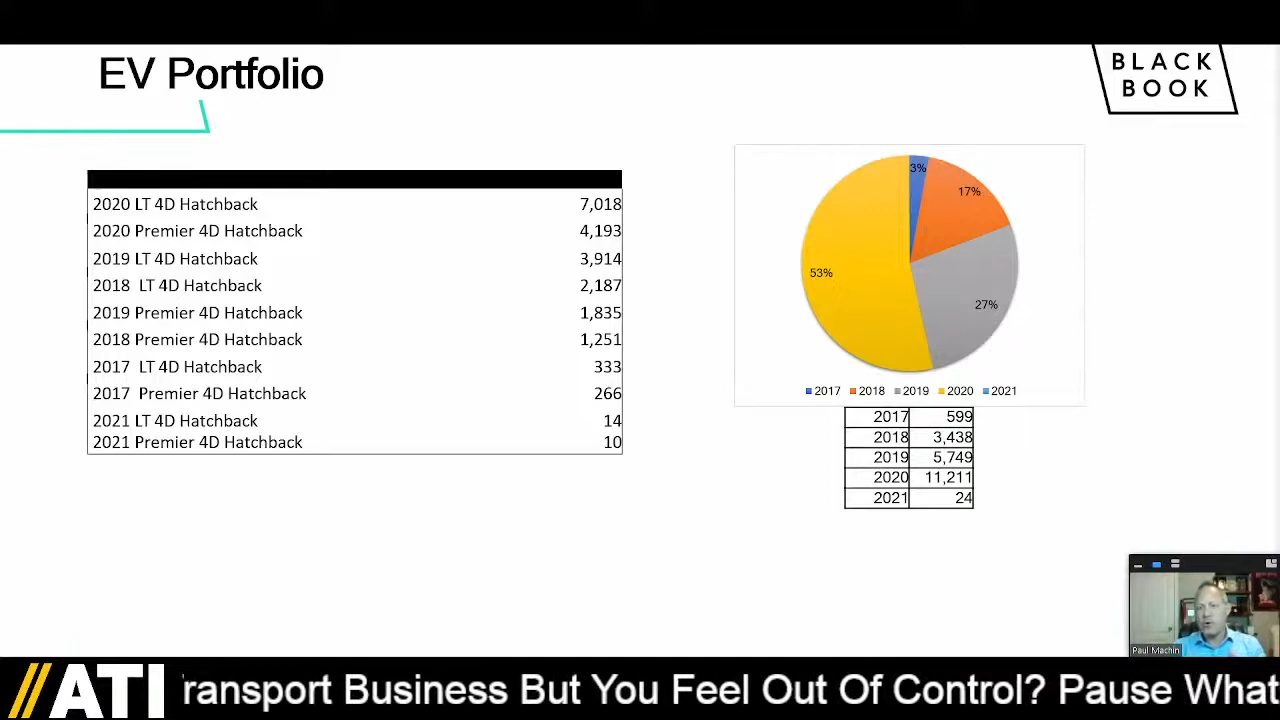 EV Portfolio
BLACK
BOOK
2020 LT 4D Hatchback 7,018
2020 Premier 4D Hatchback 4,193
2019 LT 4D Hatchback 3,914
2018 LT 4D Hatchback 2,187
2019 Premier 4D Hatchback 1,835
2018 Premier 4D Hatchback 1,251
2017 LT 4D Hatchback 333
2017 Premier 4D Hatchback 266
2021 LT 4D Hatchback 14
2021 Premier 4D Hatchback 10
3%
17%
53%
27%
2017 2018 2019 2020 2021
2017 599
2018 3,438
2019 5,749
2020 11,211
2021 24
Paul Machin
ATI ransport Business But You Feel Out Of Control? Pause What